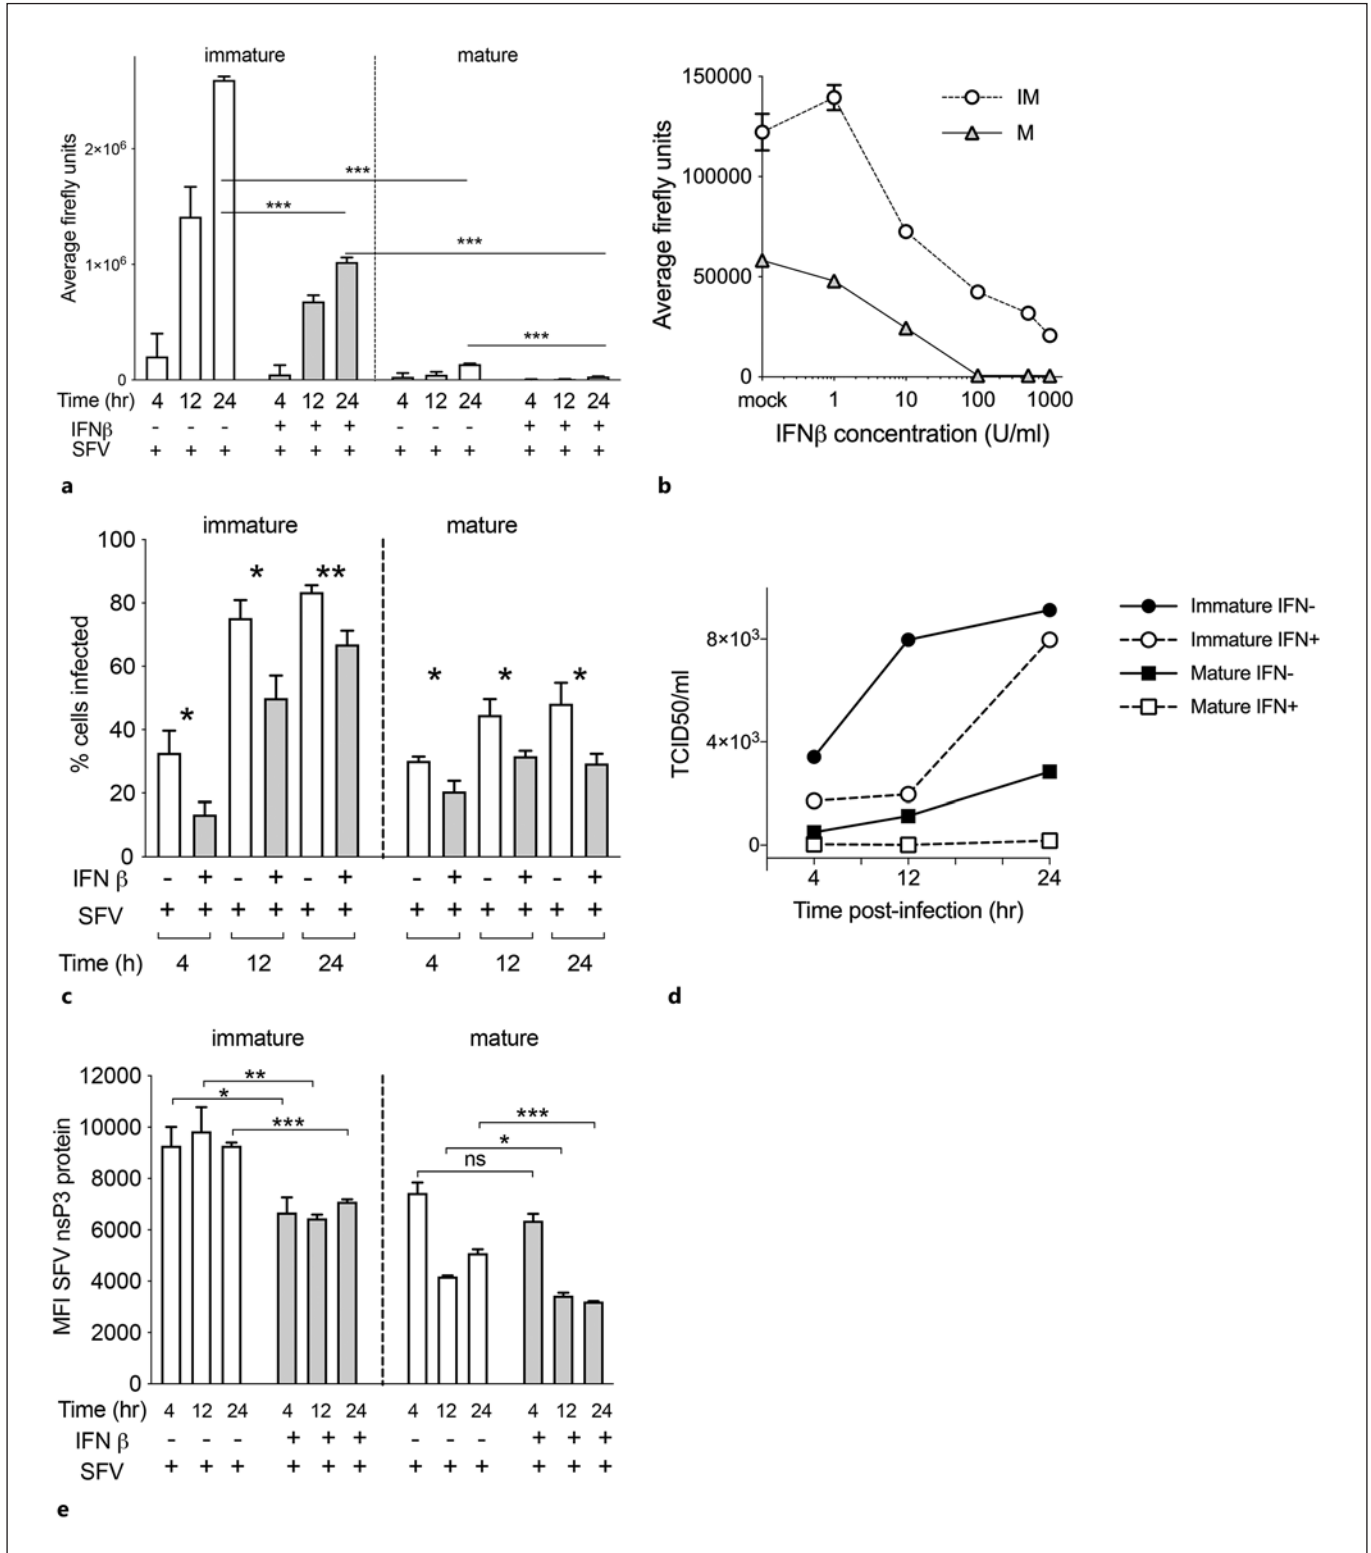 immature mature
Average firefly units
2×10⁶
***
***
***
1×10⁶
***
0
Time (hr) 4 12 24 4 12 24 4 12 24 4 12 24
IFNβ - - - + + + - - - + + +
SFV + + + + + + + + + + + +
a
Average firefly units
150000
100000
50000
0
IM
M
mock 1 10 100 1000
IFNβ concentration (U/ml)
b
immature mature
% cells infected
100
80
60
40
20
0
* * ** * * *
IFN β - + - + - + - + - + - +
SFV + + + + + + + + + + + +
Time (h) 4 12 24 4 12 24
c
TCID50/ml
8×10³
4×10³
0
4 12 24
Time post-infection (hr)
Immature IFN-
Immature IFN+
Mature IFN-
Mature IFN+
d
immature mature
MFI SFV nsP3 protein
12000
10000
8000
6000
4000
2000
0
**
*
***
***
*
ns
Time (hr) 4 12 24 4 12 24 4 12 24 4 12 24
IFN β - - - + + + - - - + + +
SFV + + + + + + + + + + + +
e